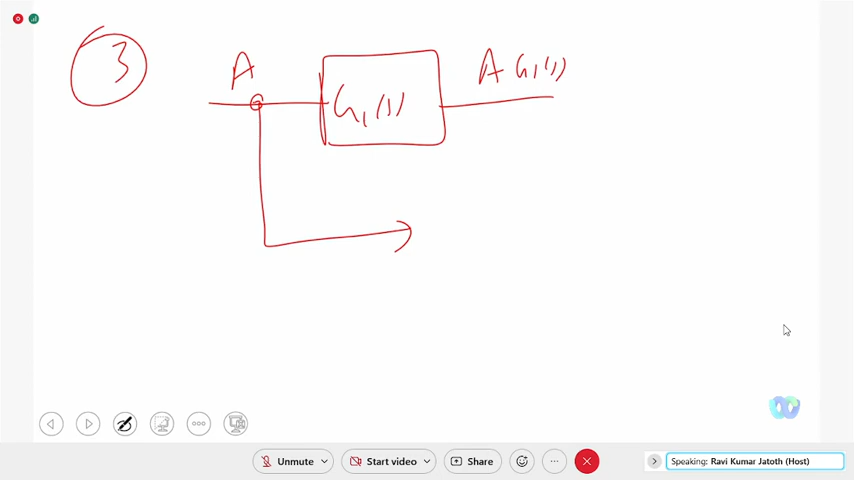 3
A
A G₁(s)
G₁(s)
Unmute
Start video
Share
Speaking: Ravi Kumar Jatoth (Host)